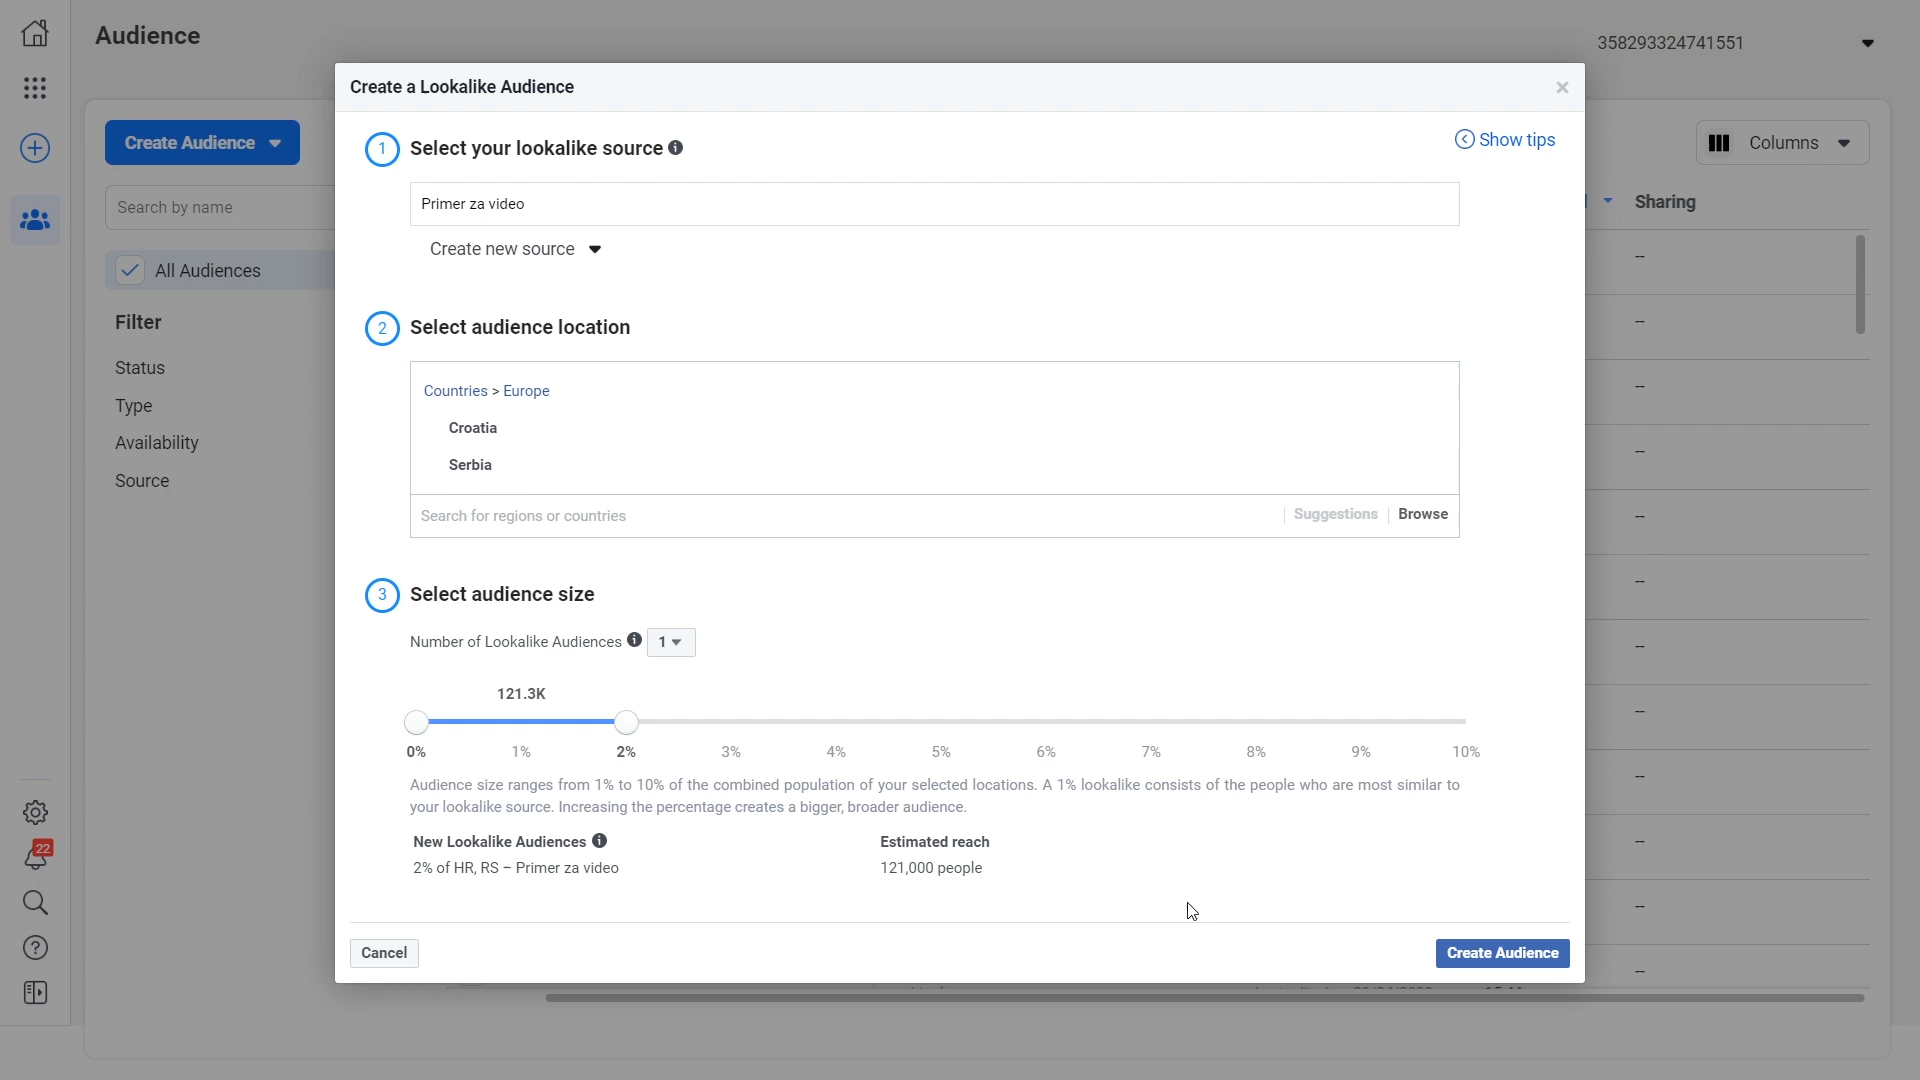 Audience
358293324741551
Create a Lookalike Audience
Create Audience
Columns
1
Select your lookalike source
Show tips
Search by name
Primer za video
Sharing
Create new source
All Audiences
--
Filter
2
Select audience location
--
Status
Countries > Europe
--
Type
Croatia
Availability
Serbia
--
Source
Search for regions or countries
Suggestions
Browse
--
3
Select audience size
--
Number of Lookalike Audiences
1
--
121.3K
--
0%
1%
2%
3%
4%
5%
6%
7%
8%
9%
10%
--
Audience size ranges from 1% to 10% of the combined population of your selected locations. A 1% lookalike consists of the people who are most similar to
your lookalike source. Increasing the percentage creates a bigger, broader audience.
New Lookalike Audiences
Estimated reach
--
2% of HR, RS – Primer za video
121,000 people
22
--
Cancel
Create Audience
--